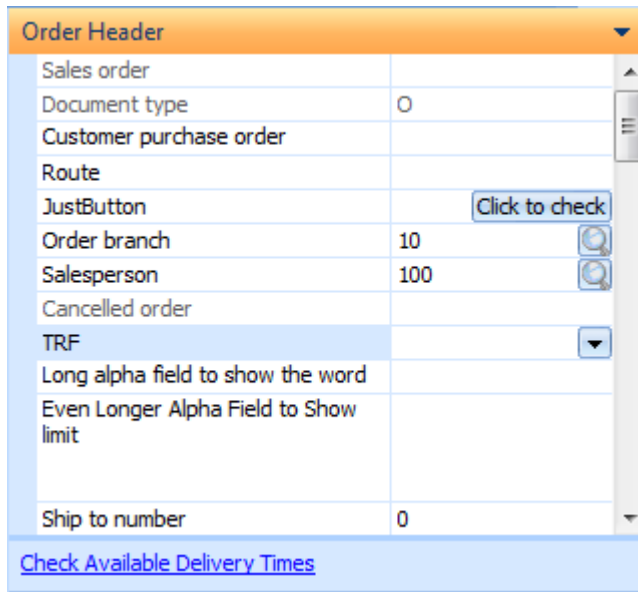 Order Header
Sales order
Document type O
Customer purchase order
Route
JustButton Click to check
Order branch 10
Salesperson 100
Cancelled order
TRF
Long alpha field to show the word
Even Longer Alpha Field to Show
limit
Ship to number 0
Check Available Delivery Times